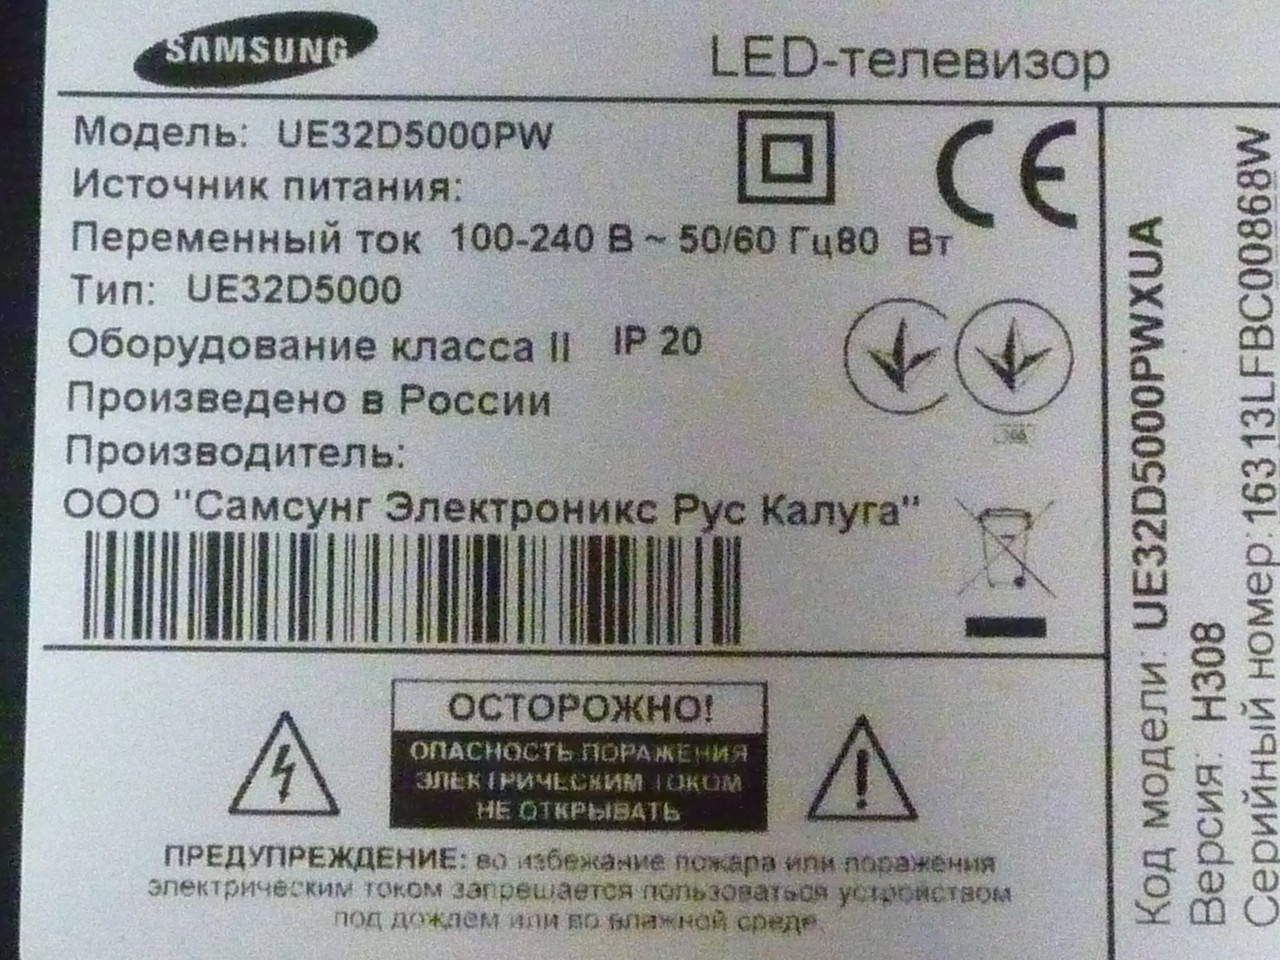 SAMSUNG
LED-телевизор
Модель: UE32D5000PW
Источник питания:
Переменный ток 100-240 В ~ 50/60 Гц80 Вт
Тип: UE32D5000
Оборудование класса II IP 20
Произведено в России
Производитель:
ООО "Самсунг Электроникс Рус Калуга"
CE
ОСТОРОЖНО!
ОПАСНОСТЬ ПОРАЖЕНИЯ
ЭЛЕКТРИЧЕСКИМ ТОКОМ
НЕ ОТКРЫВАТЬ
ПРЕДУПРЕЖДЕНИЕ: во избежание пожара или поражения
электрическим током запрещается пользоваться устройством
под дождем или во влажной среде.
Код модели: UE32D5000PWXUA
Версия: H308
Серийный номер:16313LFBC00868W